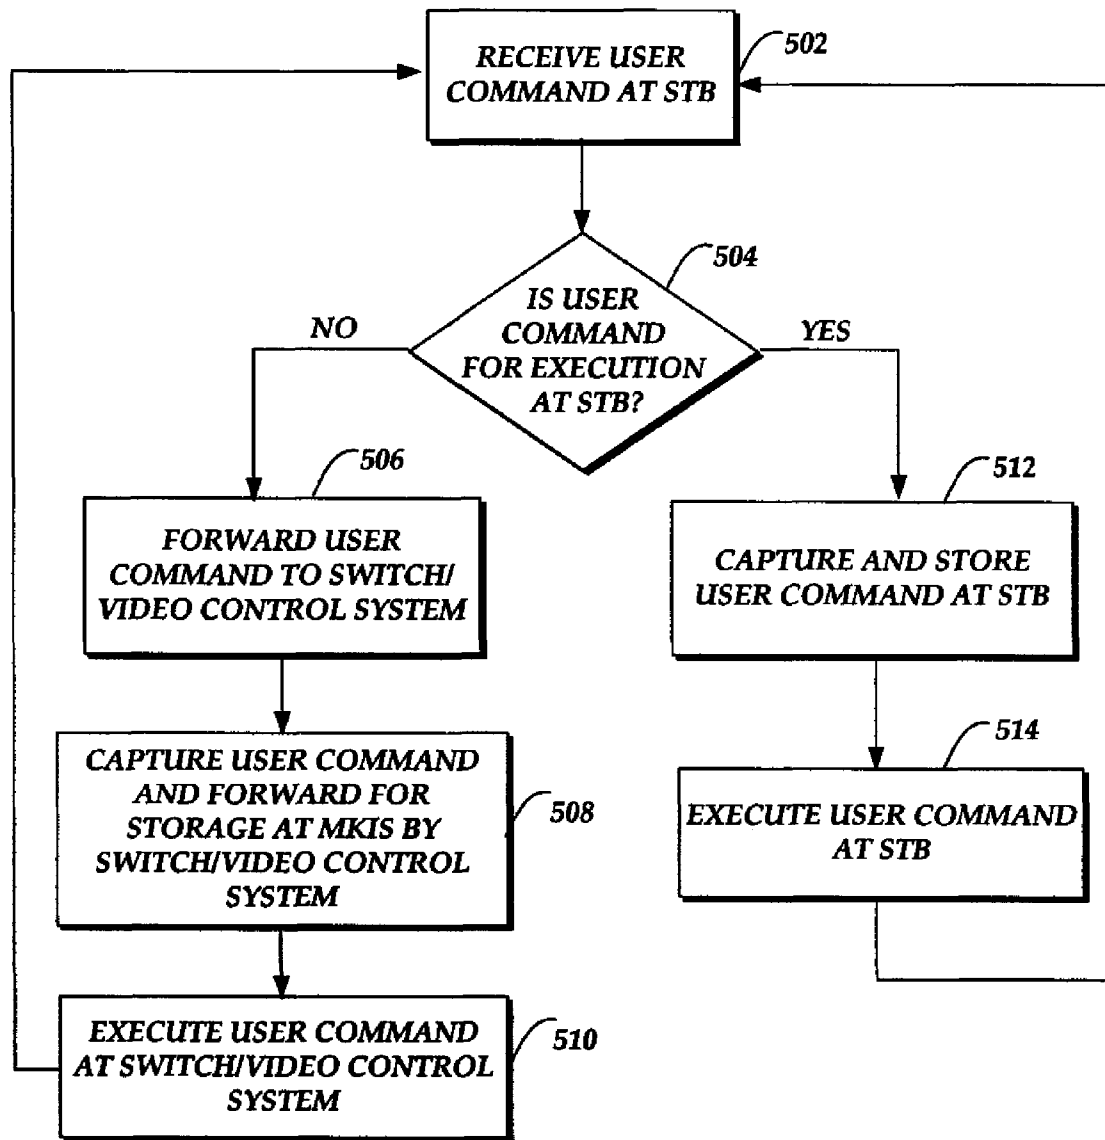 RECEIVE USER
COMMAND AT STB
502
504
IS USER
COMMAND
FOR EXECUTION
AT STB?
NO
YES
506
FORWARD USER
COMMAND TO SWITCH/
VIDEO CONTROL SYSTEM
512
CAPTURE AND STORE
USER COMMAND AT STB
508
CAPTURE USER COMMAND
AND FORWARD FOR
STORAGE AT MKIS BY
SWITCH/VIDEO CONTROL
SYSTEM
514
EXECUTE USER COMMAND
AT STB
510
EXECUTE USER COMMAND
AT SWITCH/VIDEO CONTROL
SYSTEM